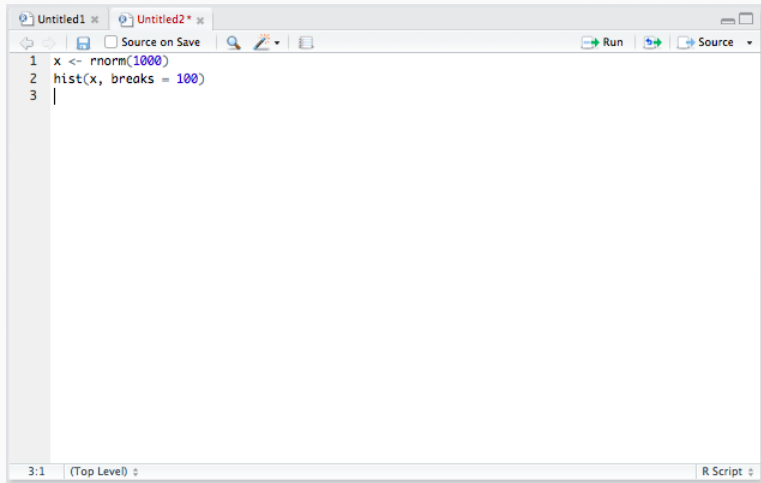 Untitled1 Untitled2*
Source on Save Run Source
1 x <- rnorm(1000)
2 hist(x, breaks = 100)
3
3:1 (Top Level) R Script